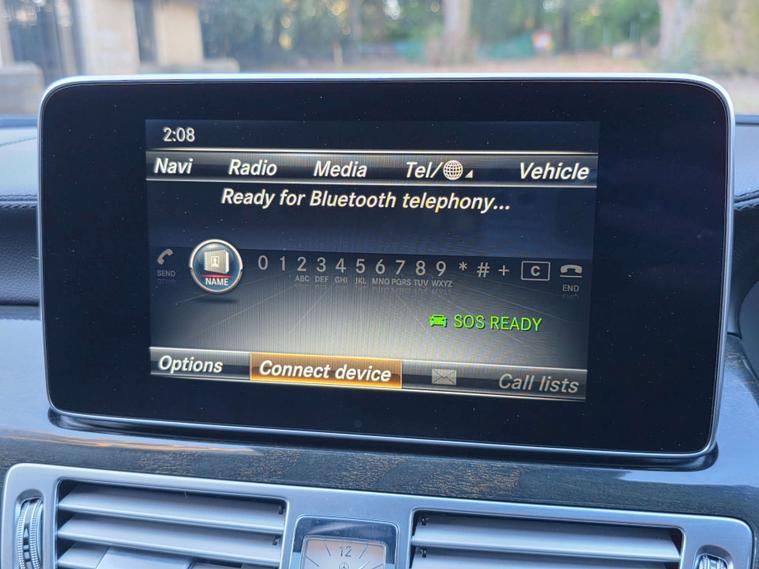 2:08
Navi Radio Media Tel/ Vehicle
Ready for Bluetooth telephony...
SEND NAME 0 1 2 3 4 5 6 7 8 9 * # + C END
ABC DEF GHI JKL MNO PQRS TUV WXYZ
SOS READY
Options Connect device Call lists
12